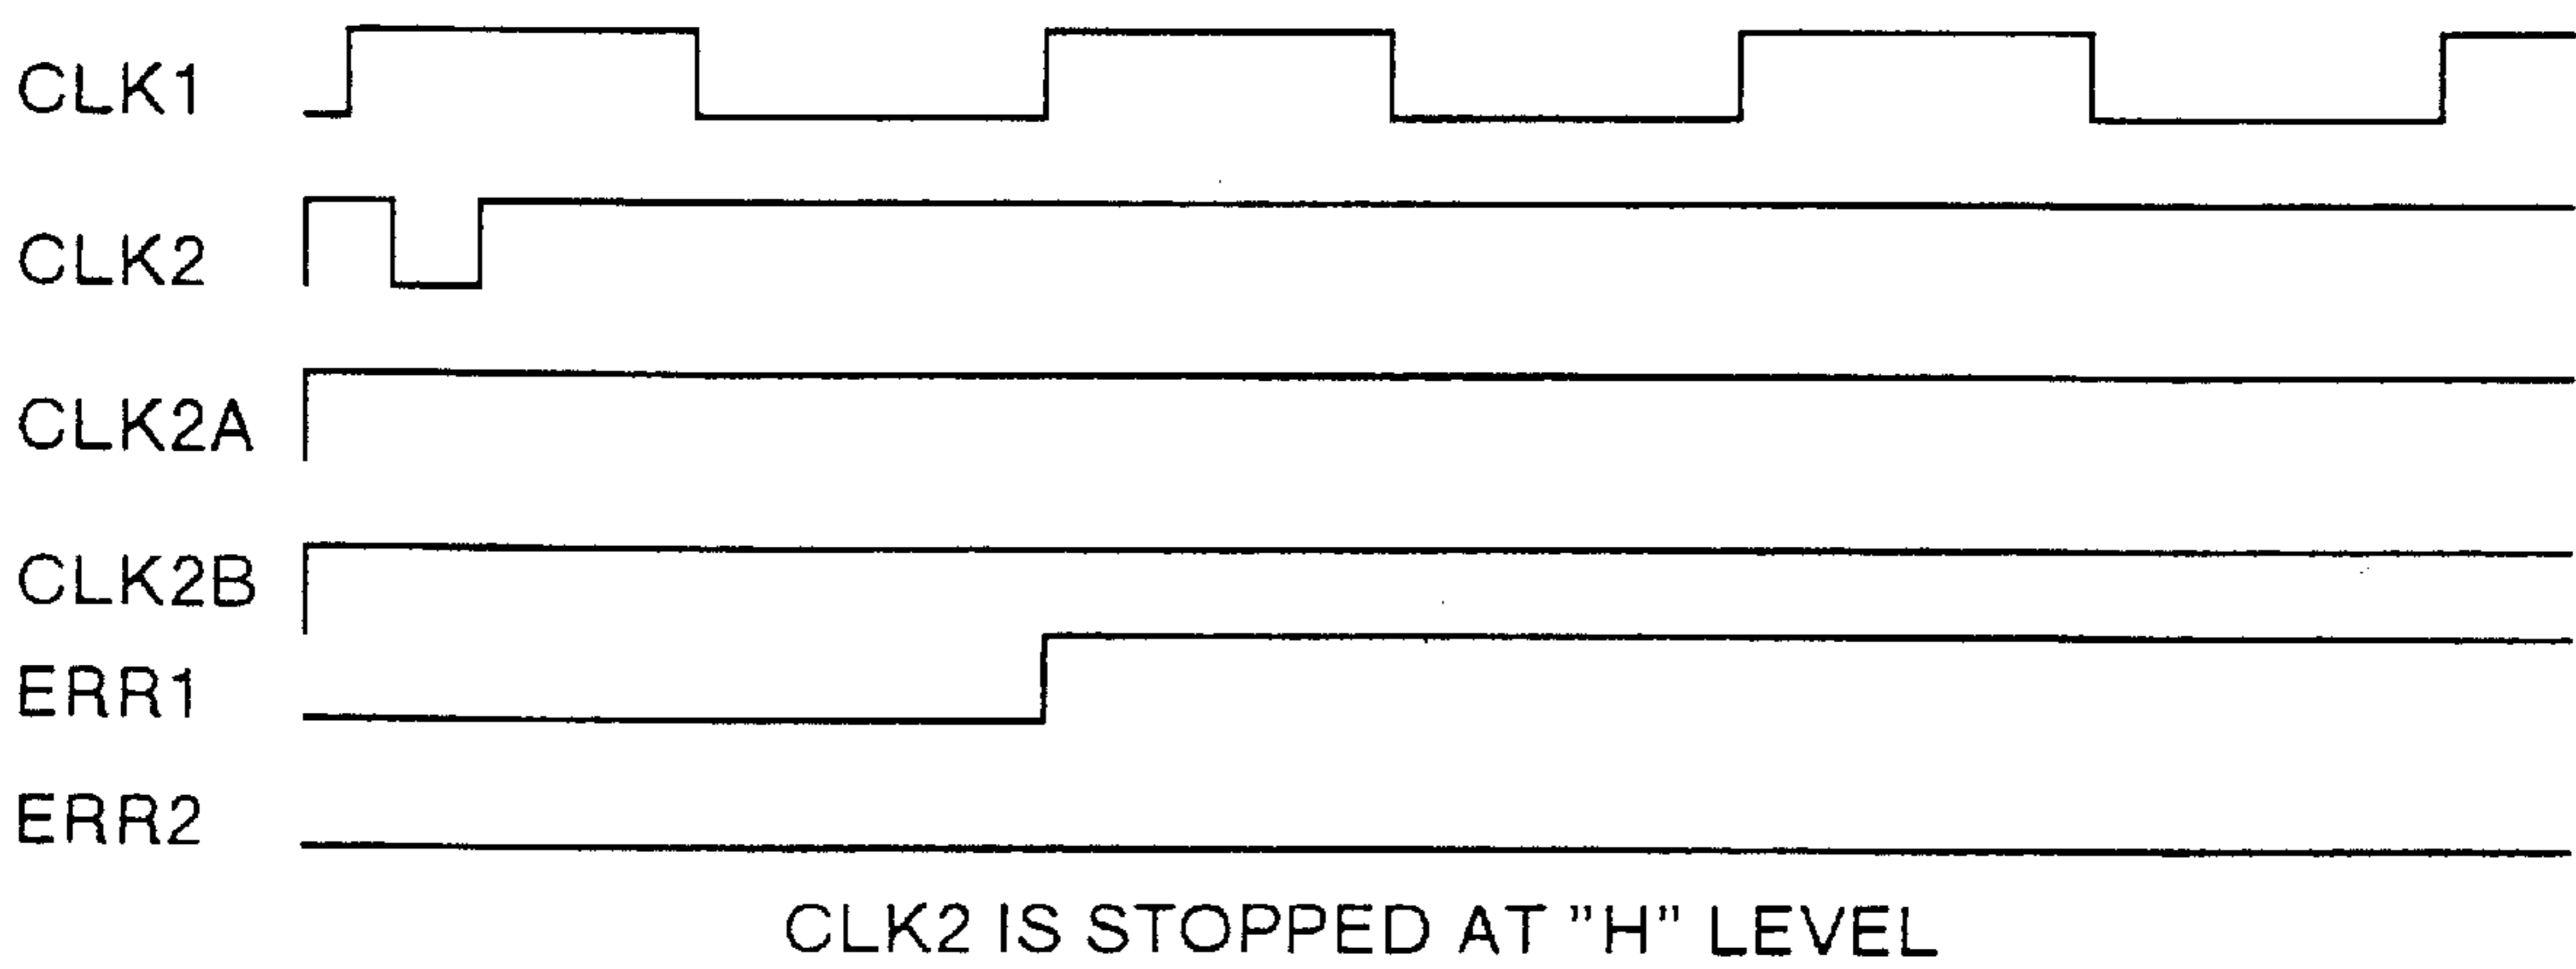 CLK1
CLK2
CLK2A
CLK2B
ERR1
ERR2
CLK2 IS STOPPED AT "H" LEVEL